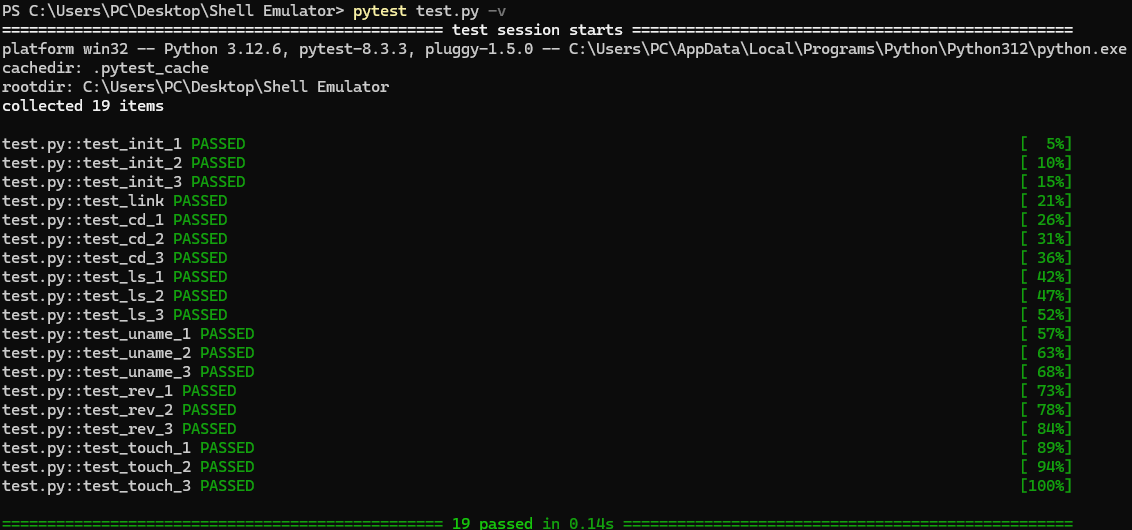 PS C:\Users\PC\Desktop\Shell Emulator> pytest test.py -v
================================================= test session starts =================================================
platform win32 -- Python 3.12.6, pytest-8.3.3, pluggy-1.5.0 -- C:\Users\PC\AppData\Local\Programs\Python\Python312\python.exe
cachedir: .pytest_cache
rootdir: C:\Users\PC\Desktop\Shell Emulator
collected 19 items
test.py::test_init_1 PASSED [  5%]
test.py::test_init_2 PASSED [ 10%]
test.py::test_init_3 PASSED [ 15%]
test.py::test_link PASSED [ 21%]
test.py::test_cd_1 PASSED [ 26%]
test.py::test_cd_2 PASSED [ 31%]
test.py::test_cd_3 PASSED [ 36%]
test.py::test_ls_1 PASSED [ 42%]
test.py::test_ls_2 PASSED [ 47%]
test.py::test_ls_3 PASSED [ 52%]
test.py::test_uname_1 PASSED [ 57%]
test.py::test_uname_2 PASSED [ 63%]
test.py::test_uname_3 PASSED [ 68%]
test.py::test_rev_1 PASSED [ 73%]
test.py::test_rev_2 PASSED [ 78%]
test.py::test_rev_3 PASSED [ 84%]
test.py::test_touch_1 PASSED [ 89%]
test.py::test_touch_2 PASSED [ 94%]
test.py::test_touch_3 PASSED [100%]
================================================= 19 passed in 0.14s ==================================================